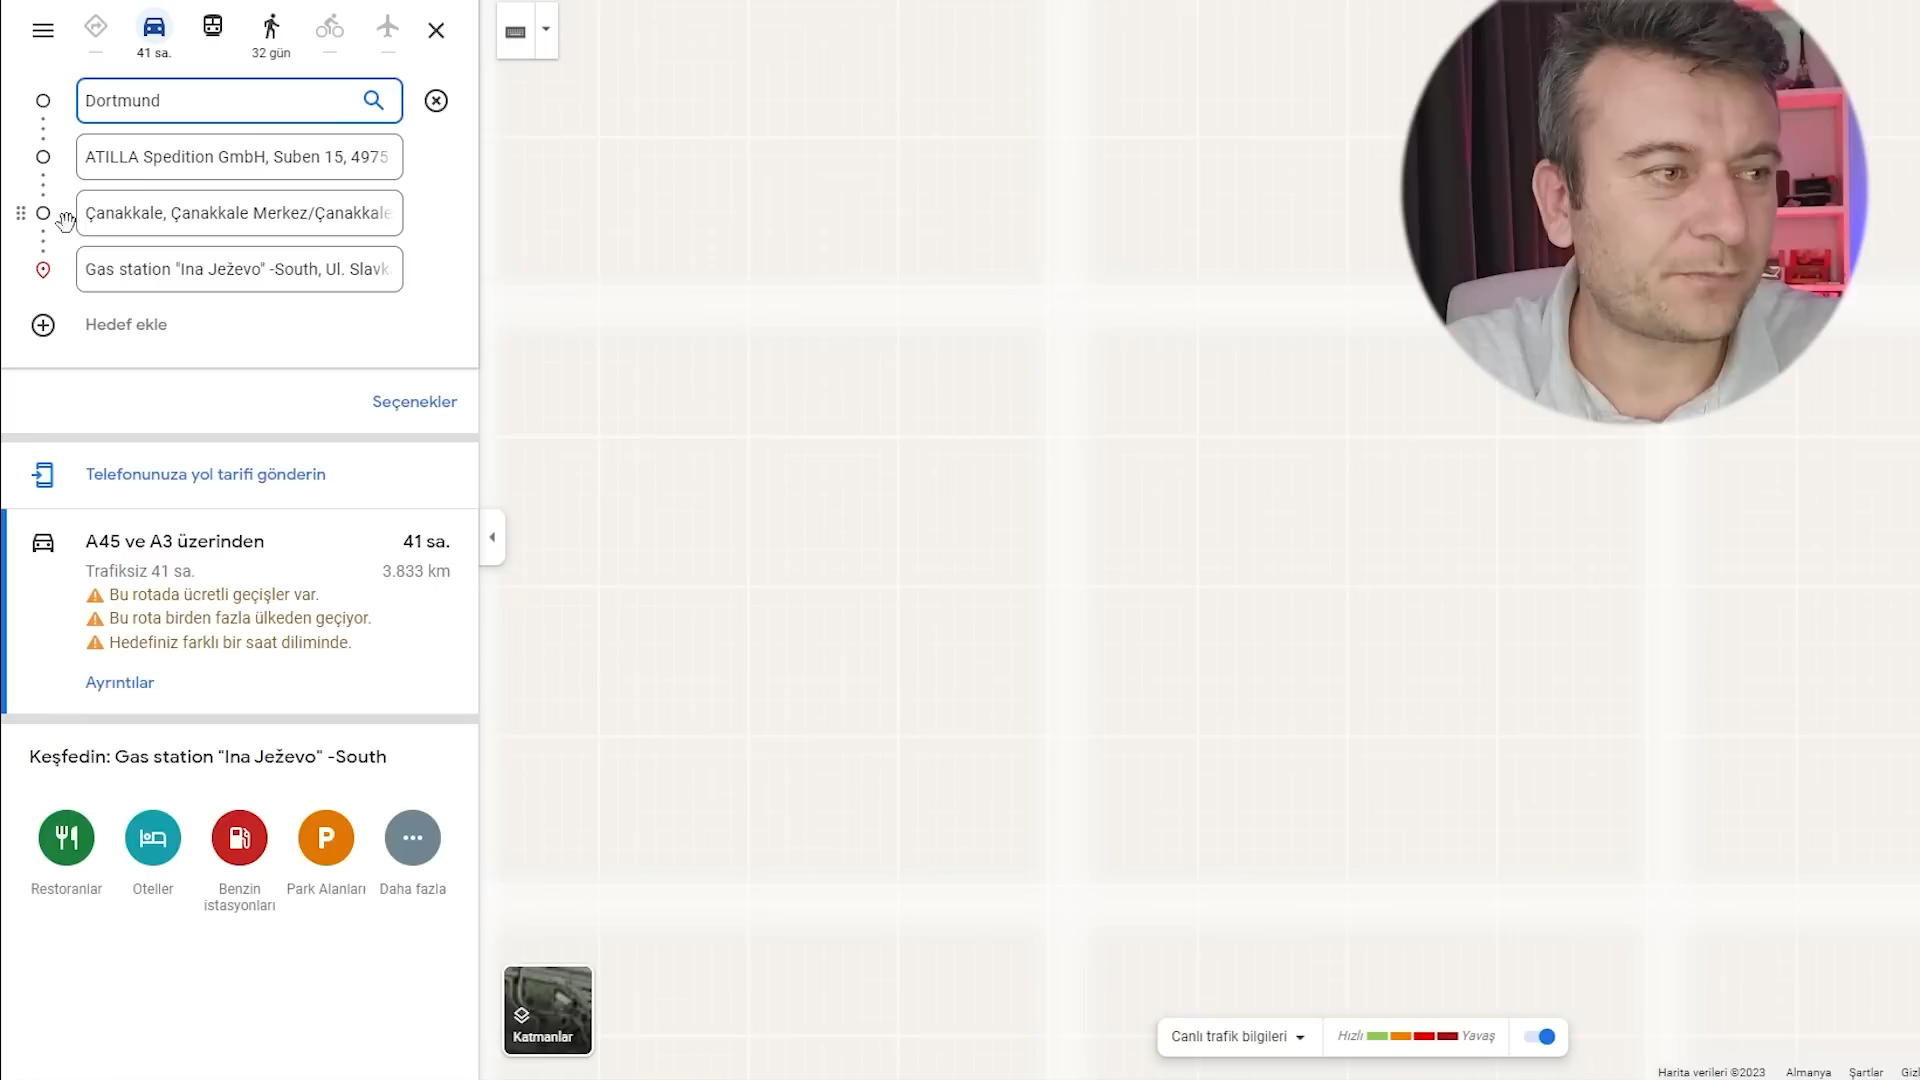 41 sa.
32 gün
Dortmund
ATILLA Spedition GmbH, Suben 15, 4975
Çanakkale, Çanakkale Merkez/Çanakkale
Gas station "Ina Ježevo" -South, Ul. Slavk
Hedef ekle
Seçenekler
Telefonunuza yol tarifi gönderin
A45 ve A3 üzerinden 41 sa.
Trafiksiz 41 sa. 3.833 km
Bu rotada ücretli geçişler var.
Bu rota birden fazla ülkeden geçiyor.
Hedefiniz farklı bir saat diliminde.
Ayrıntılar
Keşfedin: Gas station "Ina Ježevo" -South
P
Restoranlar Oteller Benzin istasyonları Park Alanları Daha fazla
Katmanlar
Canlı trafik bilgileri Hızlı Yavaş
Harita verileri ©2023 Almanya Şartlar Gizl